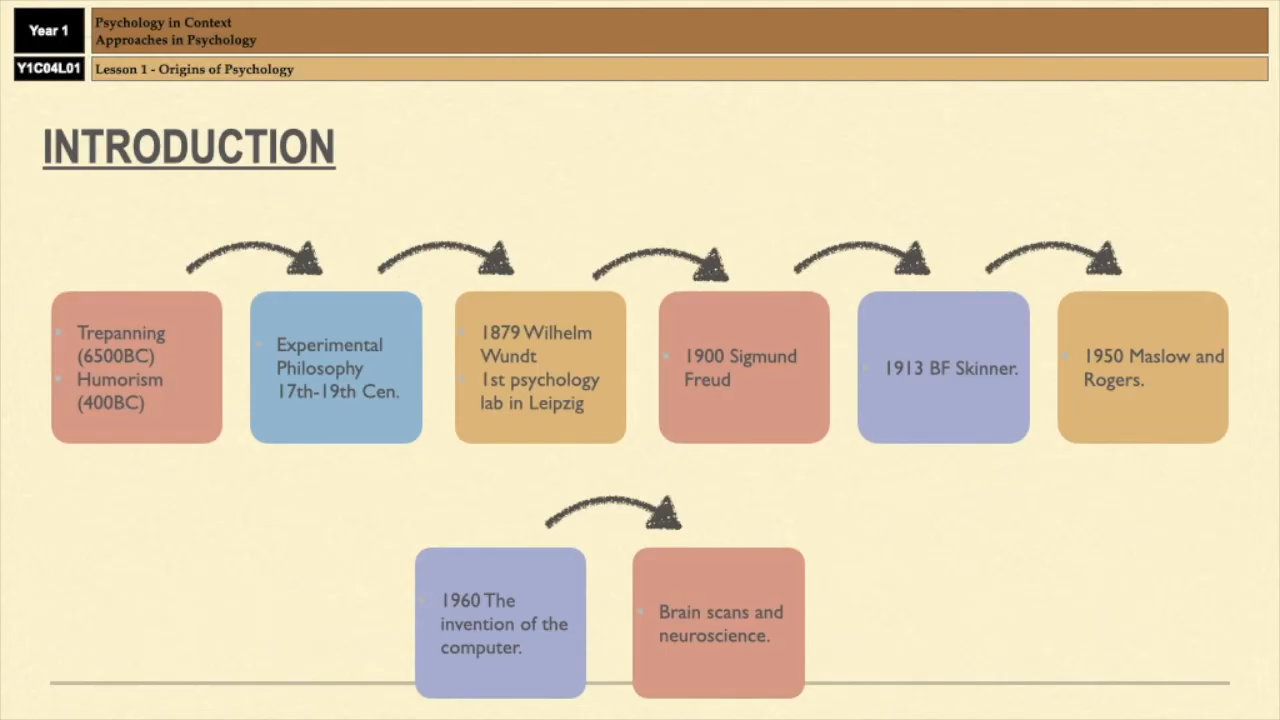 Year 1
Psychology in Context
Approaches in Psychology
Y1C04L01
Lesson 1 - Origins of Psychology
INTRODUCTION
Trepanning
(6500BC)
Humorism
(400BC)
Experimental
Philosophy
17th-19th Cen.
1879 Wilhelm
Wundt
1st psychology
lab in Leipzig
1900 Sigmund
Freud
1913 BF Skinner.
1950 Maslow and
Rogers.
1960 The
invention of the
computer.
Brain scans and
neuroscience.